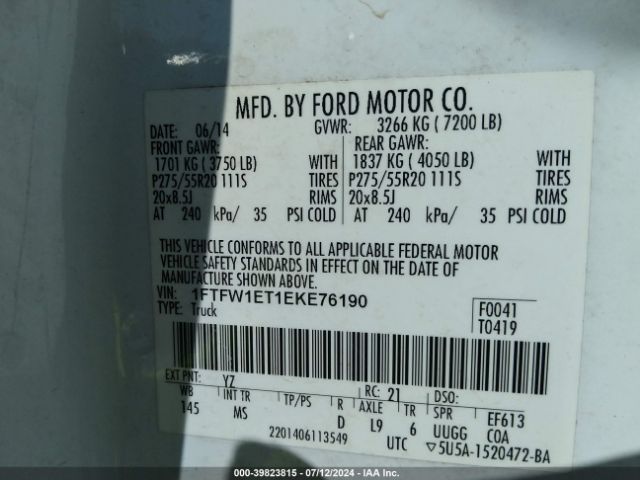 MFD. BY FORD MOTOR CO.
DATE: 06/14 GVWR: 3266 KG ( 7200 LB)
FRONT GAWR: REAR GAWR:
1701 KG ( 3750 LB) WITH 1837 KG ( 4050 LB) WITH
P275/55R20 111S TIRES P275/55R20 111S TIRES
20x8.5J RIMS 20x8.5J RIMS
AT 240 kPa/ 35 PSI COLD AT 240 kPa/ 35 PSI COLD
THIS VEHICLE CONFORMS TO ALL APPLICABLE FEDERAL MOTOR
VEHICLE SAFETY STANDARDS IN EFFECT ON THE DATE OF
MANUFACTURE SHOWN ABOVE.
VIN: 1FTFW1ET1EKE76190 F0041
TYPE: Truck T0419
EXT PNT: YZ RC: 21 DSO:
WB INT TR TP/PS R AXLE TR SPR EF613
145 MS D L9 6 UUGG COA
2201406113549 UTC ▽5U5A-1520472-BA
000-39823815 - 07/12/2024 - IAA Inc.